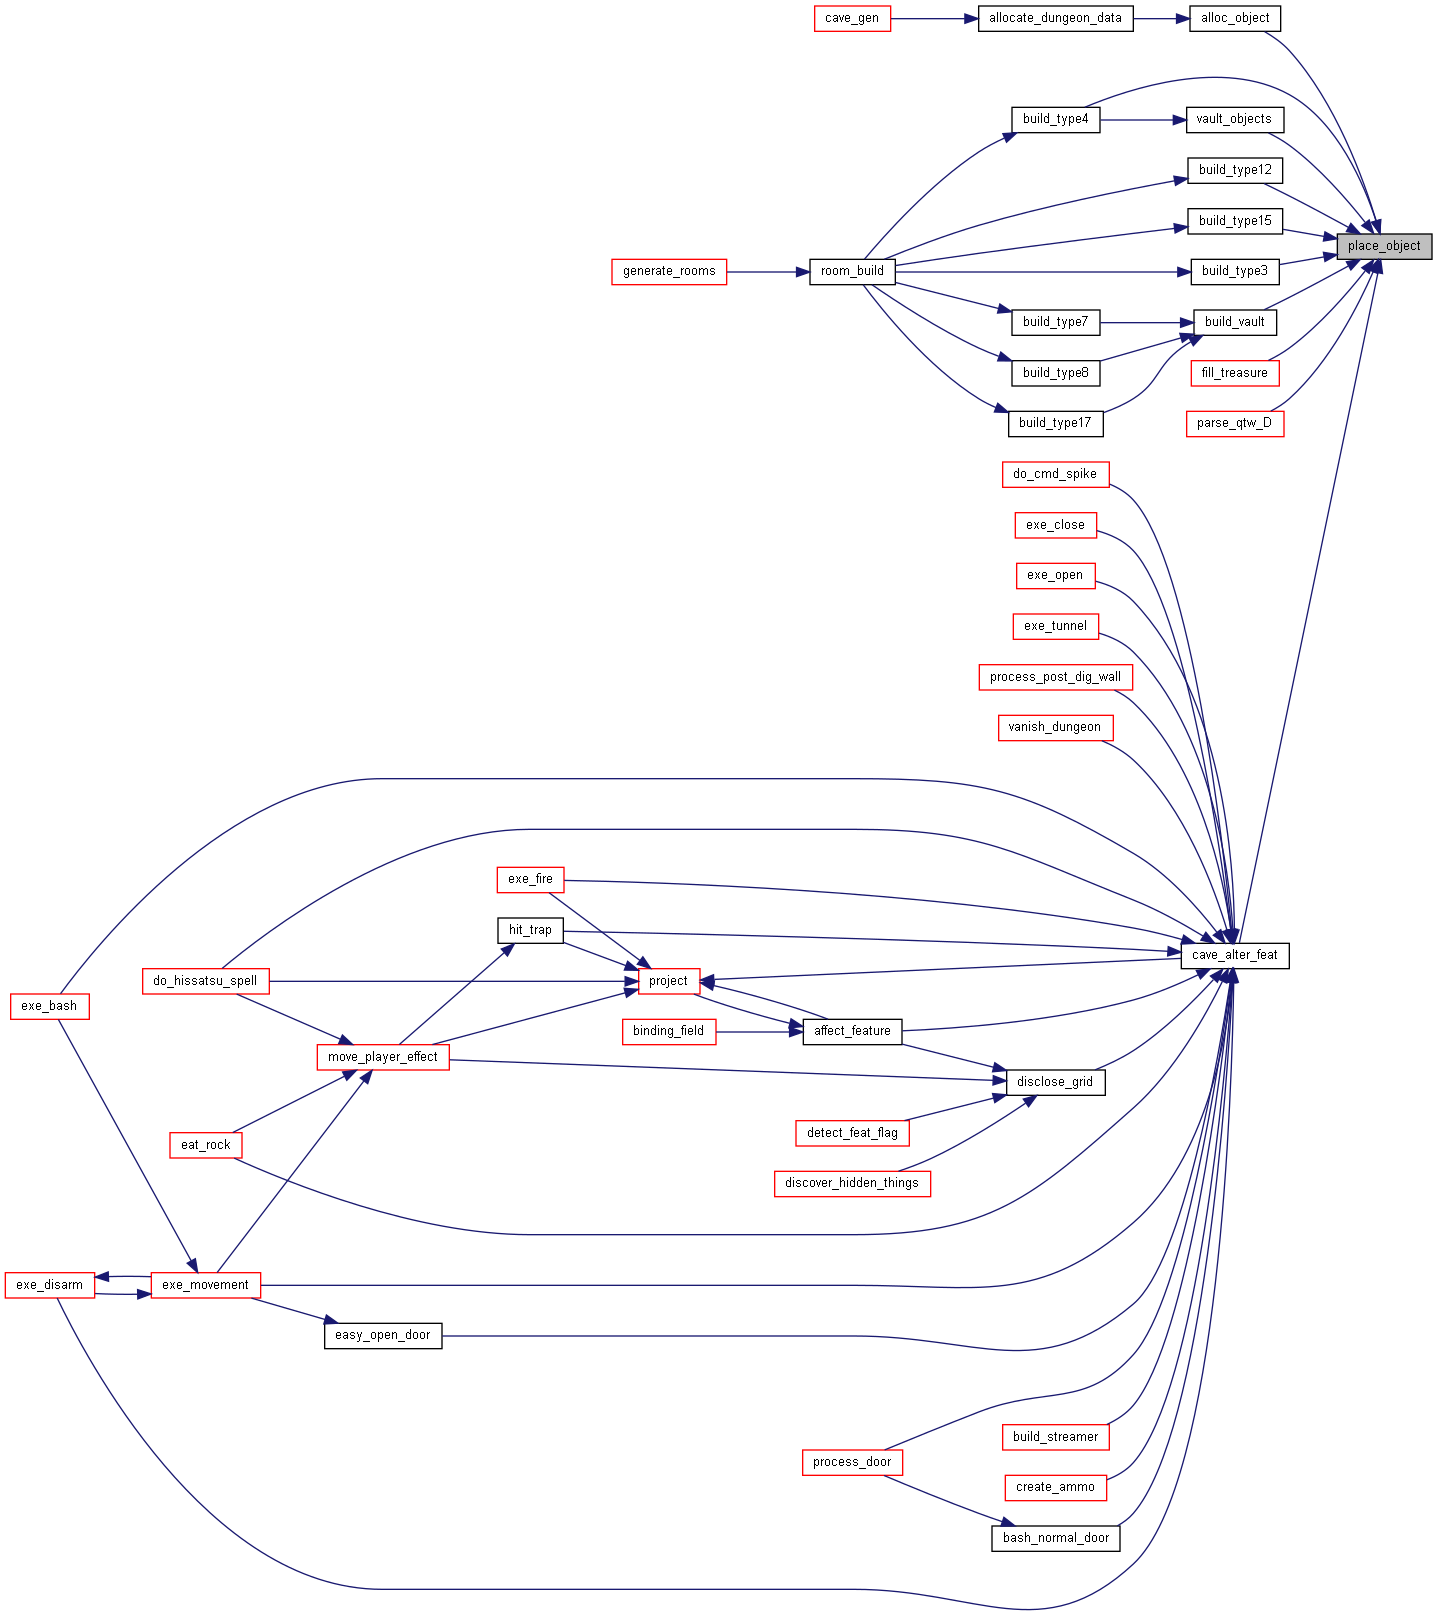 cave_gen
allocate_dungeon_data
alloc_object
build_type4
vault_objects
build_type12
build_type15
place_object
generate_rooms
room_build
build_type3
build_type7
build_vault
build_type8
fill_treasure
build_type17
parse_qtw_D
do_cmd_spike
exe_close
exe_open
exe_tunnel
process_post_dig_wall
vanish_dungeon
exe_fire
hit_trap
cave_alter_feat
do_hissatsu_spell
project
exe_bash
binding_field
affect_feature
move_player_effect
disclose_grid
detect_feat_flag
eat_rock
discover_hidden_things
exe_disarm
exe_movement
easy_open_door
build_streamer
process_door
create_ammo
bash_normal_door